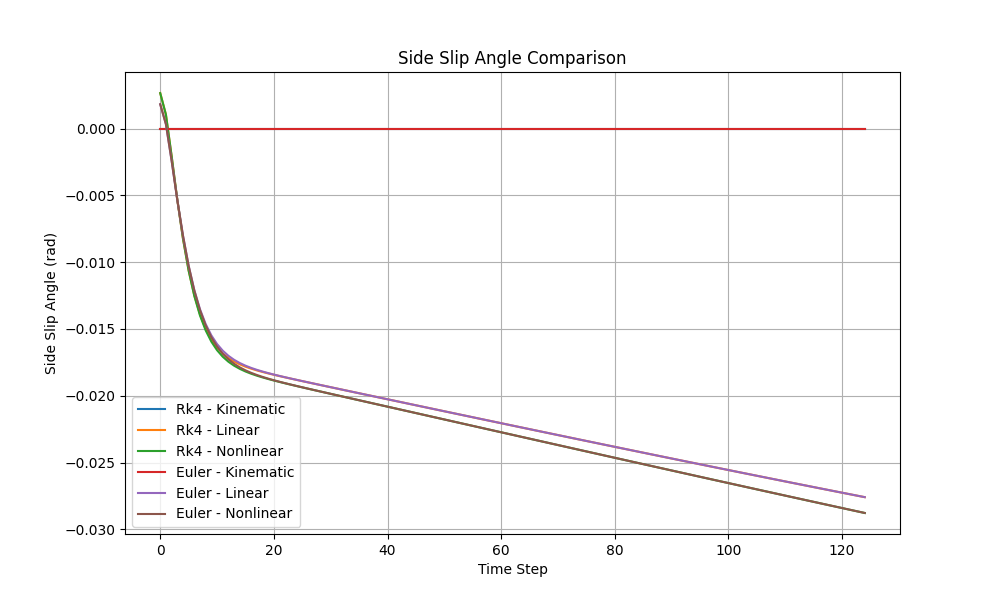 Side Slip Angle Comparison
Side Slip Angle (rad)
0.000
−0.005
−0.010
−0.015
−0.020
−0.025
−0.030
Rk4 - Kinematic
Rk4 - Linear
Rk4 - Nonlinear
Euler - Kinematic
Euler - Linear
Euler - Nonlinear
0 20 40 60 80 100 120
Time Step